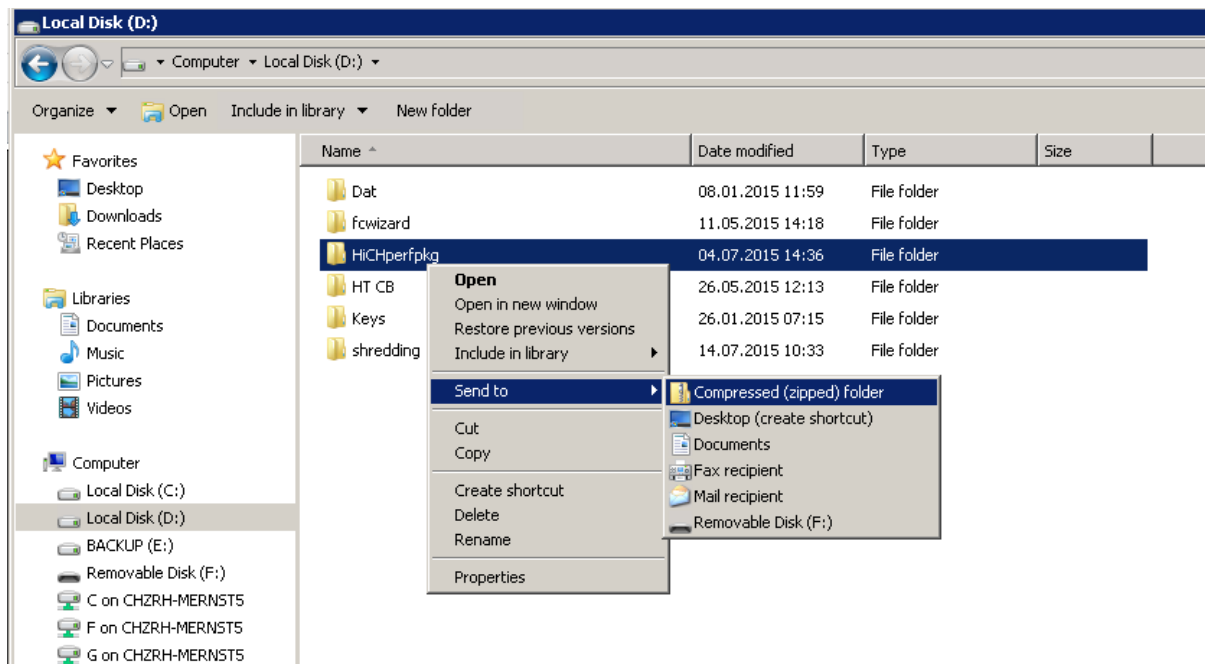 Local Disk (D:)
Computer Local Disk (D:)
Organize Open Include in library New folder
Favorites
Desktop
Downloads
Recent Places
Libraries
Documents
Music
Pictures
Videos
Computer
Local Disk (C:)
Local Disk (D:)
BACKUP (E:)
Removable Disk (F:)
C on CHZRH-MERNST5
F on CHZRH-MERNST5
G on CHZRH-MERNST5
Name Date modified Type Size
Dat 08.01.2015 11:59 File folder
fcwizard 11.05.2015 14:18 File folder
HiCHperfpkg 04.07.2015 14:36 File folder
HT CB 26.05.2015 12:13 File folder
Keys 26.01.2015 07:15 File folder
shredding 14.07.2015 10:33 File folder
Open
Open in new window
Restore previous versions
Include in library
Send to
Cut
Copy
Create shortcut
Delete
Rename
Properties
Compressed (zipped) folder
Desktop (create shortcut)
Documents
Fax recipient
Mail recipient
Removable Disk (F:)